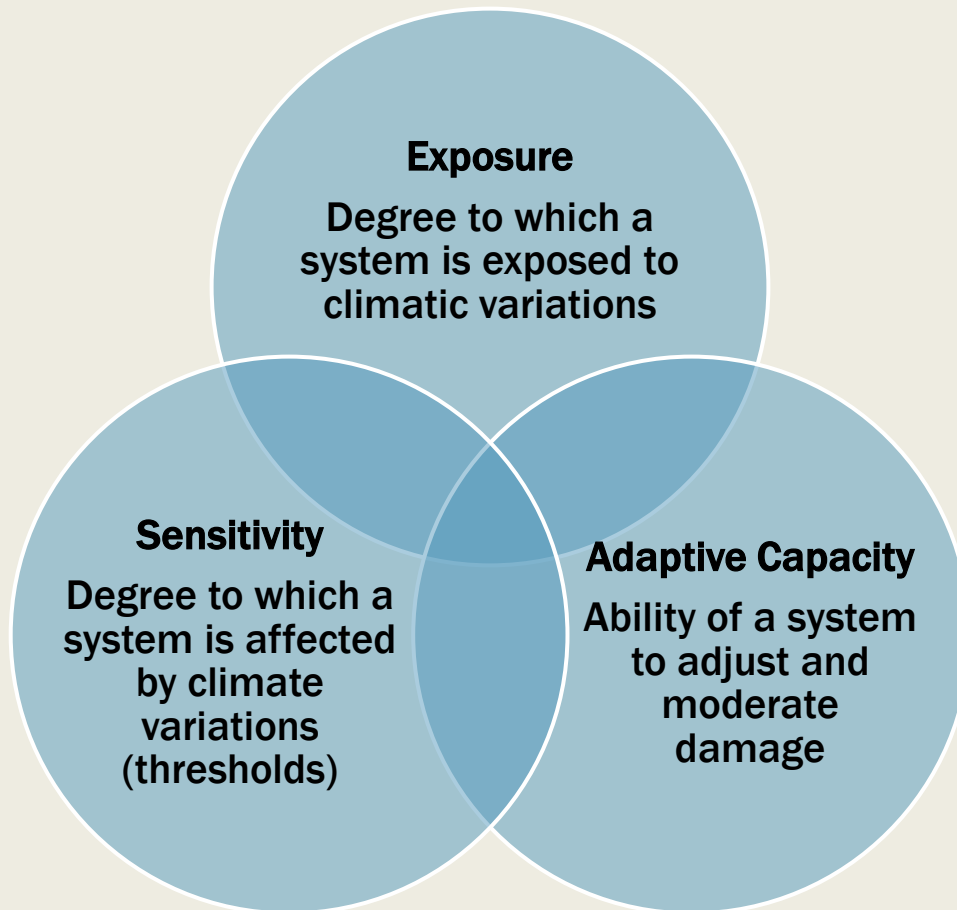 Exposure
Degree to which a
system is exposed to
climatic variations
Sensitivity
Degree to which a
system is affected
by climate
variations
(thresholds)
Adaptive Capacity
Ability of a system
to adjust and
moderate
damage